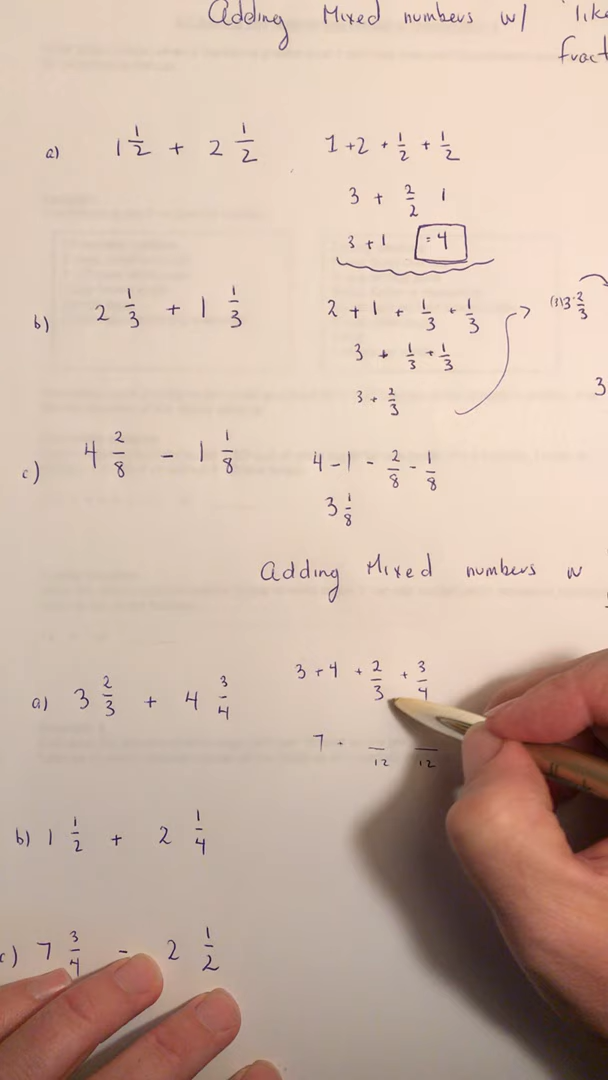 Adding Mixed numbers w/ like
fract
a) 1 1/2 + 2 1/2
1 + 2 + 1/2 + 1/2
3 + 2/2 1
3 + 1 = 4
b) 2 1/3 + 1 1/3
2 + 1 + 1/3 + 1/3
3 + 1/3 + 1/3
3 + 2/3
3
c) 4 2/8 - 1 1/8
4 - 1 - 2/8 - 1/8
3 1/8
Adding Mixed numbers w
a) 3 2/3 + 4 3/4
3 + 4 + 2/3 + 3/4
7 · _/12 _/12
b) 1 1/2 + 2 1/4
c) 7 3/4 - 2 1/2